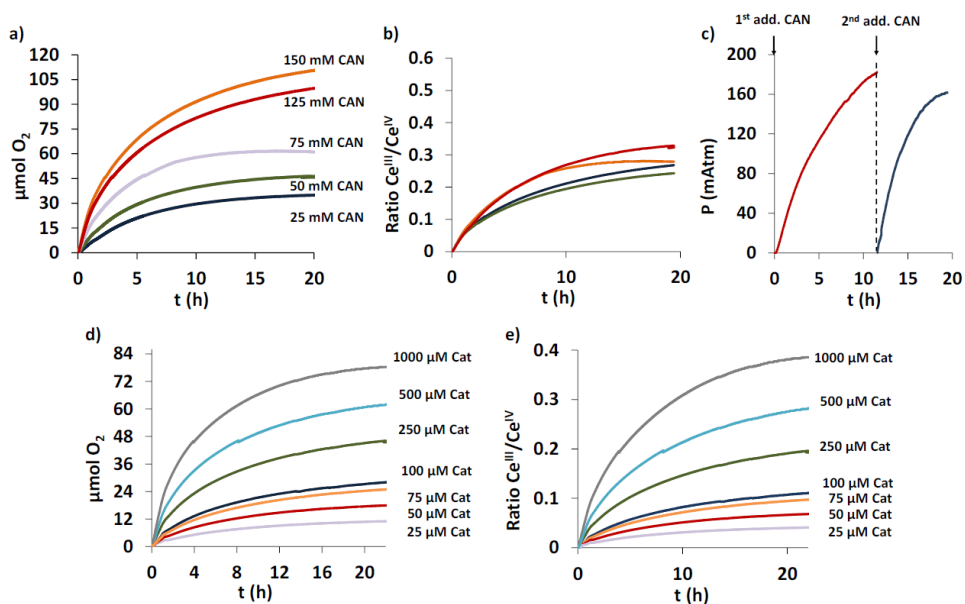 a)
µmol O2
120
105
90
75
60
45
30
15
0
150 mM CAN
125 mM CAN
75 mM CAN
50 mM CAN
25 mM CAN
0 5 10 15 20
t (h)
b)
Ratio CeIII/CeIV
0.6
0.5
0.4
0.3
0.2
0.1
0
0 10 20
t (h)
1st add. CAN
2nd add. CAN
c)
P (mAtm)
200
160
120
80
40
0
0 5 10 15 20
t (h)
d)
µmol O2
84
72
60
48
36
24
12
0
1000 µM Cat
500 µM Cat
250 µM Cat
100 µM Cat
75 µM Cat
50 µM Cat
25 µM Cat
0 4 8 12 16 20
t (h)
e)
Ratio CeIII/CeIV
0.4
0.3
0.2
0.1
0
1000 µM Cat
500 µM Cat
250 µM Cat
100 µM Cat
75 µM Cat
50 µM Cat
25 µM Cat
0 10 20
t (h)